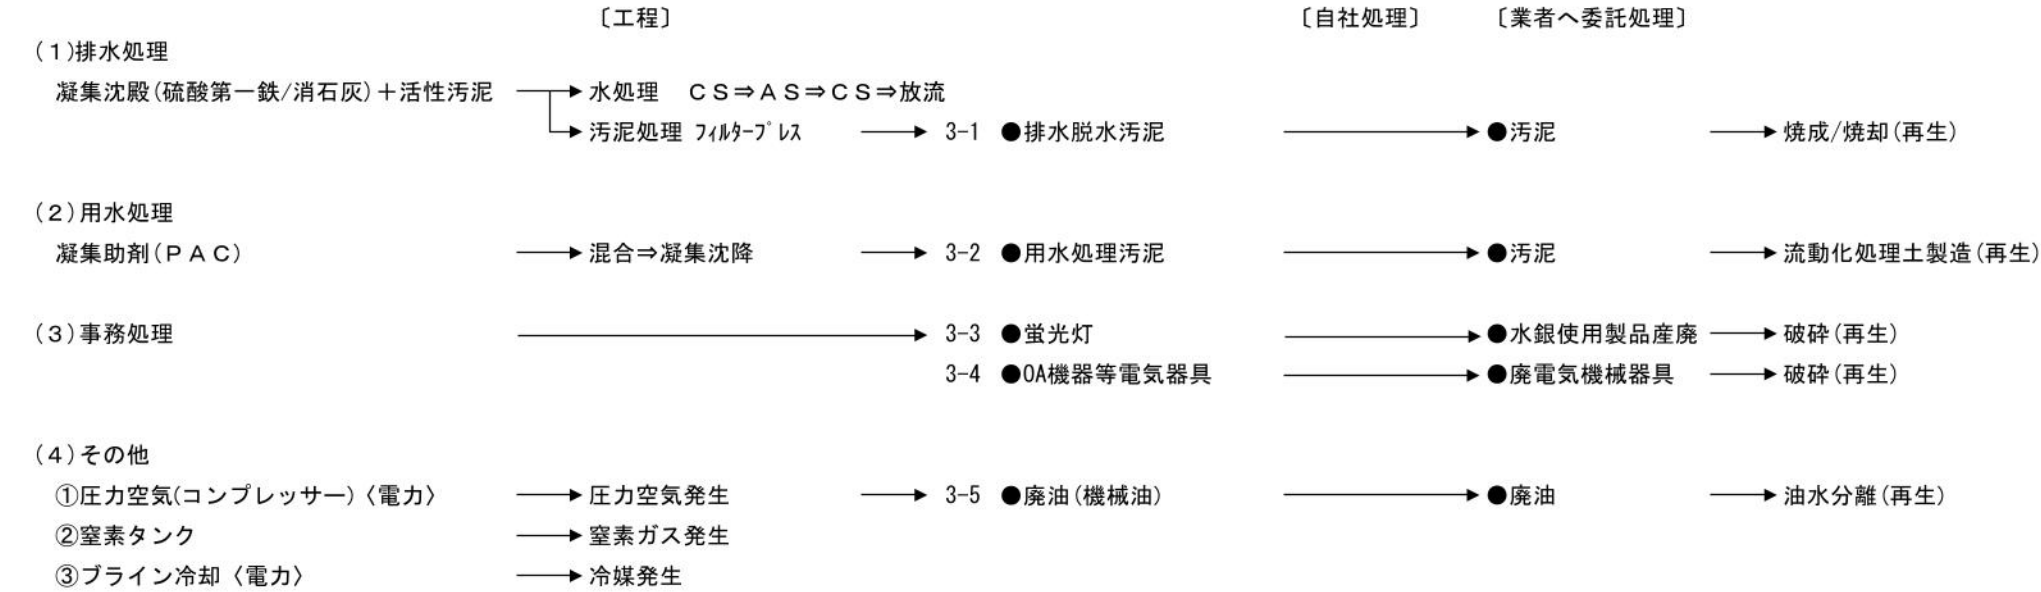 〔工程〕 〔自社処理〕 〔業者へ委託処理〕
(1)排水処理
凝集沈殿(硫酸第一鉄/消石灰)＋活性汚泥 水処理 ＣＳ⇒ＡＳ⇒ＣＳ⇒放流
汚泥処理 ﾌｨﾙﾀｰﾌﾟﾚｽ 3-1 ●排水脱水汚泥 ●汚泥 焼成/焼却(再生)
(2)用水処理
凝集助剤(ＰＡＣ) 混合⇒凝集沈降 3-2 ●用水処理汚泥 ●汚泥 流動化処理土製造(再生)
(3)事務処理 3-3 ●蛍光灯 ●水銀使用製品産廃 破砕(再生)
3-4 ●OA機器等電気器具 ●廃電気機械器具 破砕(再生)
(4)その他
①圧力空気(コンプレッサー)〈電力〉 圧力空気発生 3-5 ●廃油(機械油) ●廃油 油水分離(再生)
②窒素タンク 窒素ガス発生
③ブライン冷却〈電力〉 冷媒発生